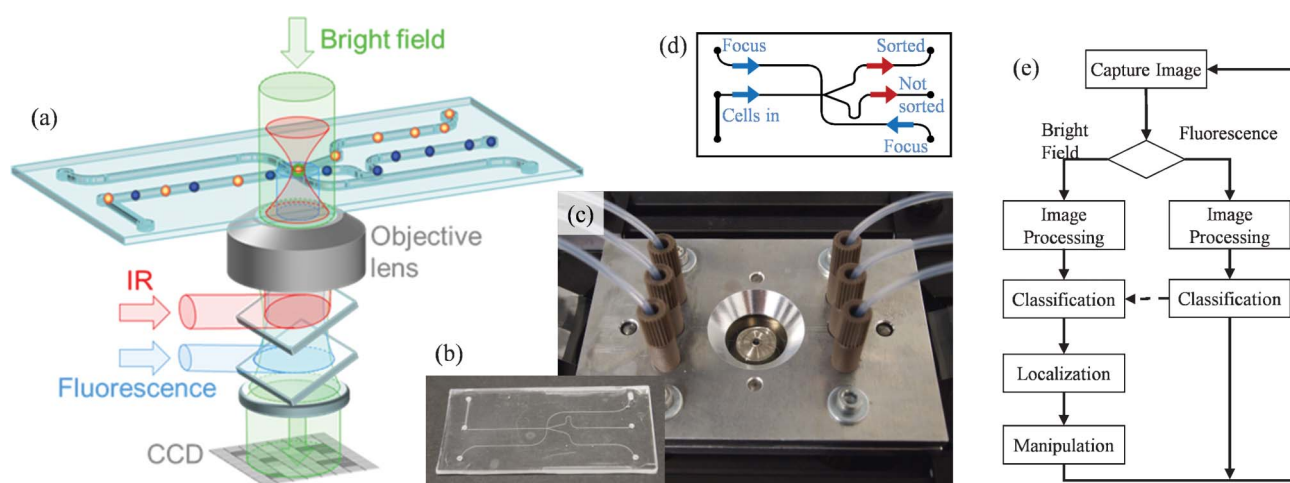 (a)
Bright field
Objective
lens
IR
Fluorescence
CCD
(b)
(c)
(d)
Focus
Sorted
Cells in
Not
sorted
Focus
(e)
Capture Image
Bright
Field
Fluorescence
Image
Processing
Image
Processing
Classification
Classification
Localization
Manipulation